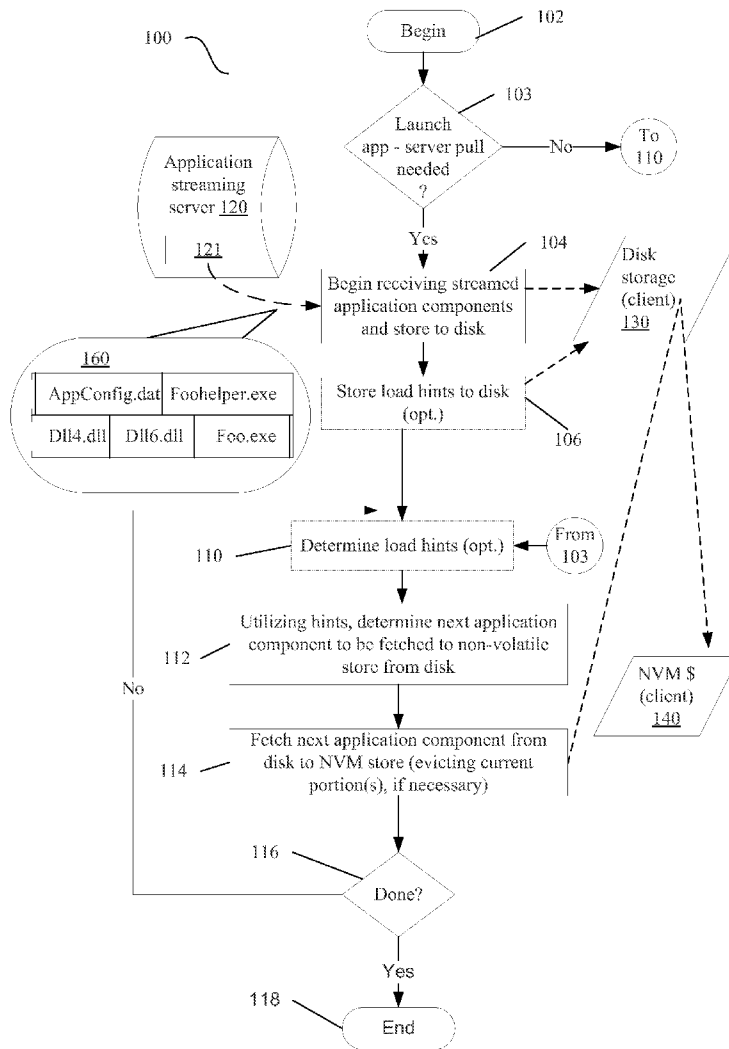 100
Begin
102
103
Launch
app - server pull
needed
?
No
To
110
Application
streaming
server 120
121
Yes
104
Disk
storage
(client)
130
Begin receiving streamed
application components
and store to disk
160
AppConfig.dat
Foohelper.exe
Dll4.dll
Dll6.dll
Foo.exe
Store load hints to disk
(opt.)
106
110
Determine load hints (opt.)
From
103
112
Utilizing hints, determine next application
component to be fetched to non-volatile
store from disk
No
NVM $
(client)
140
114
Fetch next application component from
disk to NVM store (evicting current
portion(s), if necessary)
116
Done?
Yes
118
End